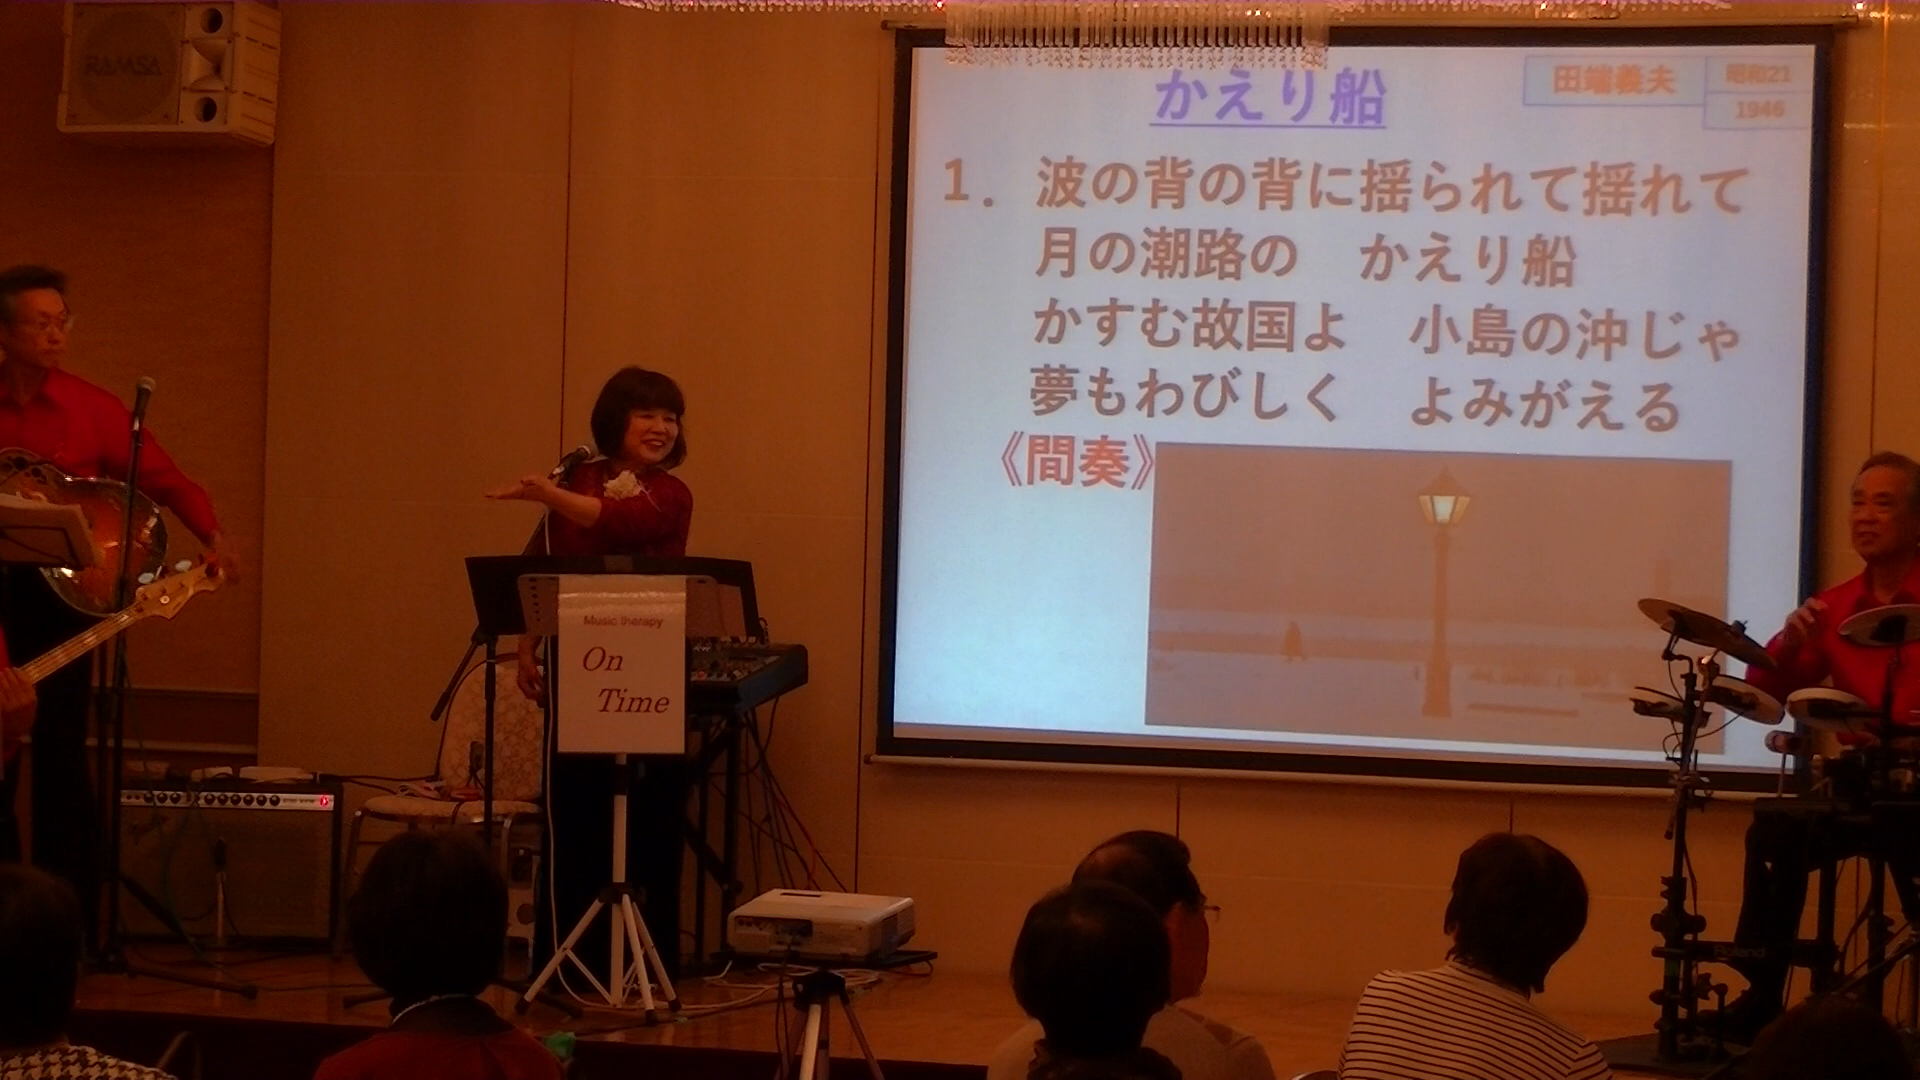 RAMSA
かえり船
田端義夫
昭和21
1946
1. 波の背の背に揺られて揺れて
月の潮路の かえり船
かすむ故国よ 小島の沖じゃ
夢もわびしく よみがえる
《間奏》
Music therapy
On
Time
Roland